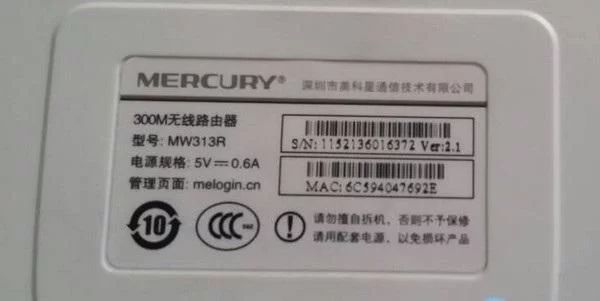 MERCURY® 深圳市美科星通信技术有限公司
300M无线路由器
型号: MW313R
S/N: 1152136016372 Ver:2.1
电源规格: 5V⎓0.6A
管理页面: melogin.cn
MAC: 6C594047692E
10
请勿擅自拆机，否则不予保修
请用配套电源，以免损坏产品